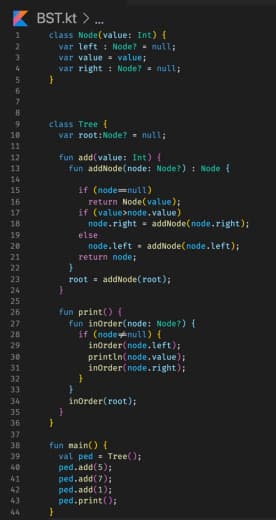 BST.kt > ...
1 class Node(value: Int) {
2 var left : Node? = null;
3 var value = value;
4 var right : Node? = null;
5 }
6
7
8
9 class Tree {
10 var root:Node? = null;
11
12 fun add(value: Int) {
13 fun addNode(node: Node?) : Node {
14
15 if (node==null)
16 return Node(value);
17 if (value>node.value)
18 node.right = addNode(node.right);
19 else
20 node.left = addNode(node.left);
21 return node;
22 }
23 root = addNode(root);
24 }
25
26 fun print() {
27 fun inOrder(node: Node?) {
28 if (node≠null) {
29 inOrder(node.left);
30 println(node.value);
31 inOrder(node.right);
32 }
33 }
34 inOrder(root);
35 }
36 }
37
38 fun main() {
39 val ped = Tree();
40 ped.add(5);
41 ped.add(7);
42 ped.add(1);
43 ped.print();
44 }